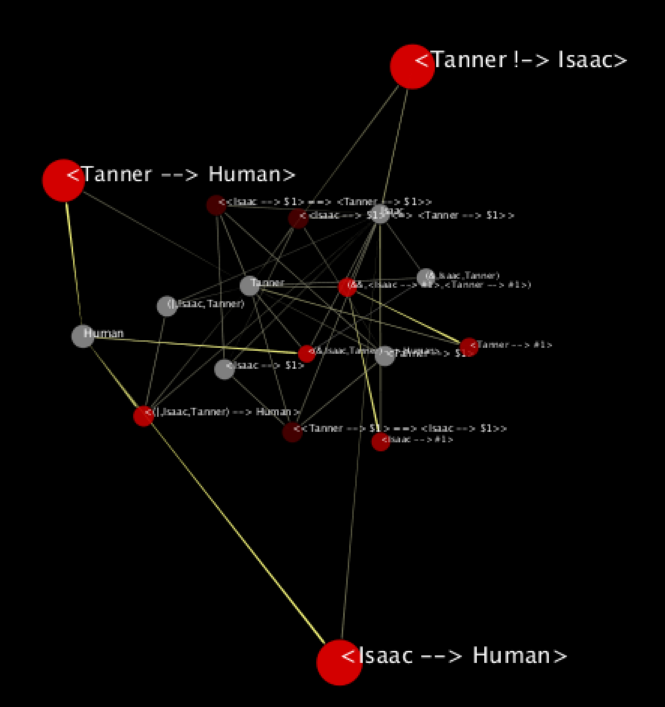 <Tanner !-> Isaac>
<Tanner --> Human>
<<Isaac --> $1> ==> <Tanner --> $1>>
Isaac
<<Isaac --> $1> <=> <Tanner --> $1>>
(&,Isaac,Tanner)
Tanner
(&&,<Isaac --> #1>,<Tanner --> #1>)
(|,Isaac,Tanner)
Human
<Tanner --> #1>
<(&,Isaac,Tanner) --> Human>
<Tanner --> $1>
<Isaac --> $1>
<(|,Isaac,Tanner) --> Human>
<<Tanner --> $1> ==> <Isaac --> $1>>
<Isaac --> #1>
<Isaac --> Human>